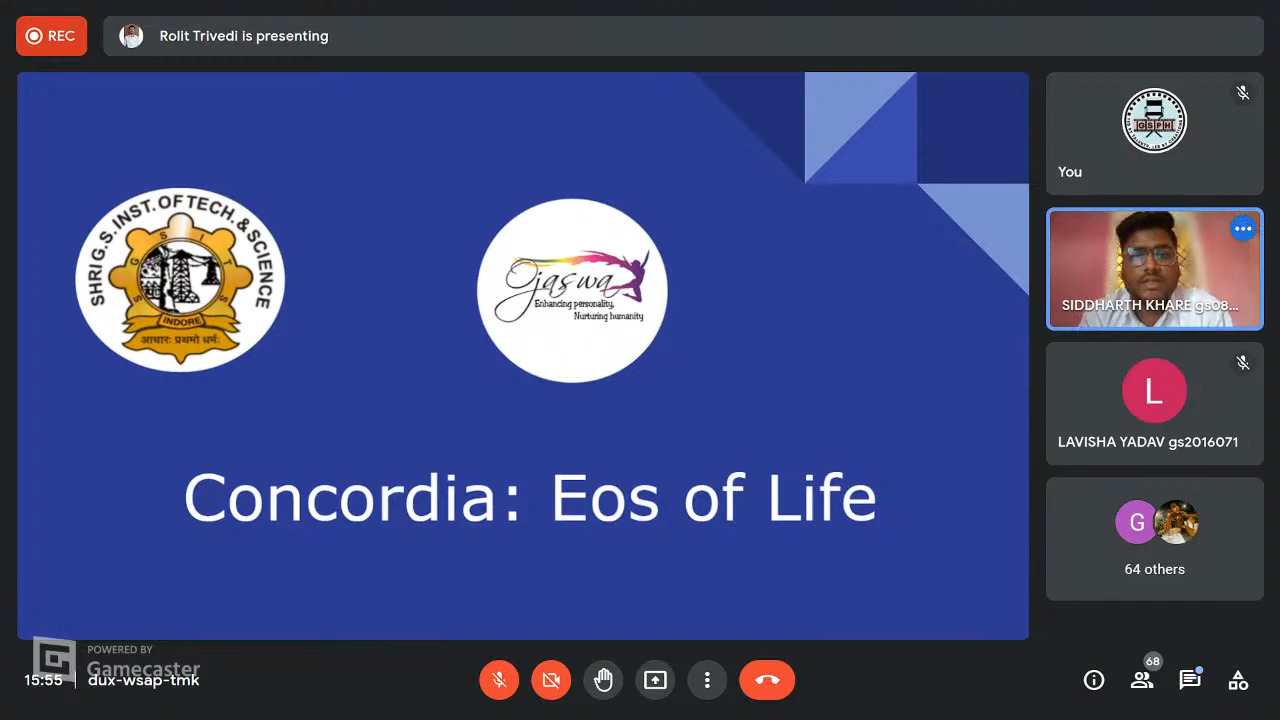 REC
Rolit Trivedi is presenting
SHRI G.S. INST. OF TECH. & SCIENCE
G S I T S
INDORE
आचारः प्रथमो धर्मः
Ojaswa
Enhancing personality,
Nurturing humanity
Concordia: Eos of Life
You
SIDDHARTH KHARE gs08...
L
LAVISHA YADAV gs2016071
G
64 others
POWERED BY
Gamecaster
15:55
dux-wsap-tmk
68